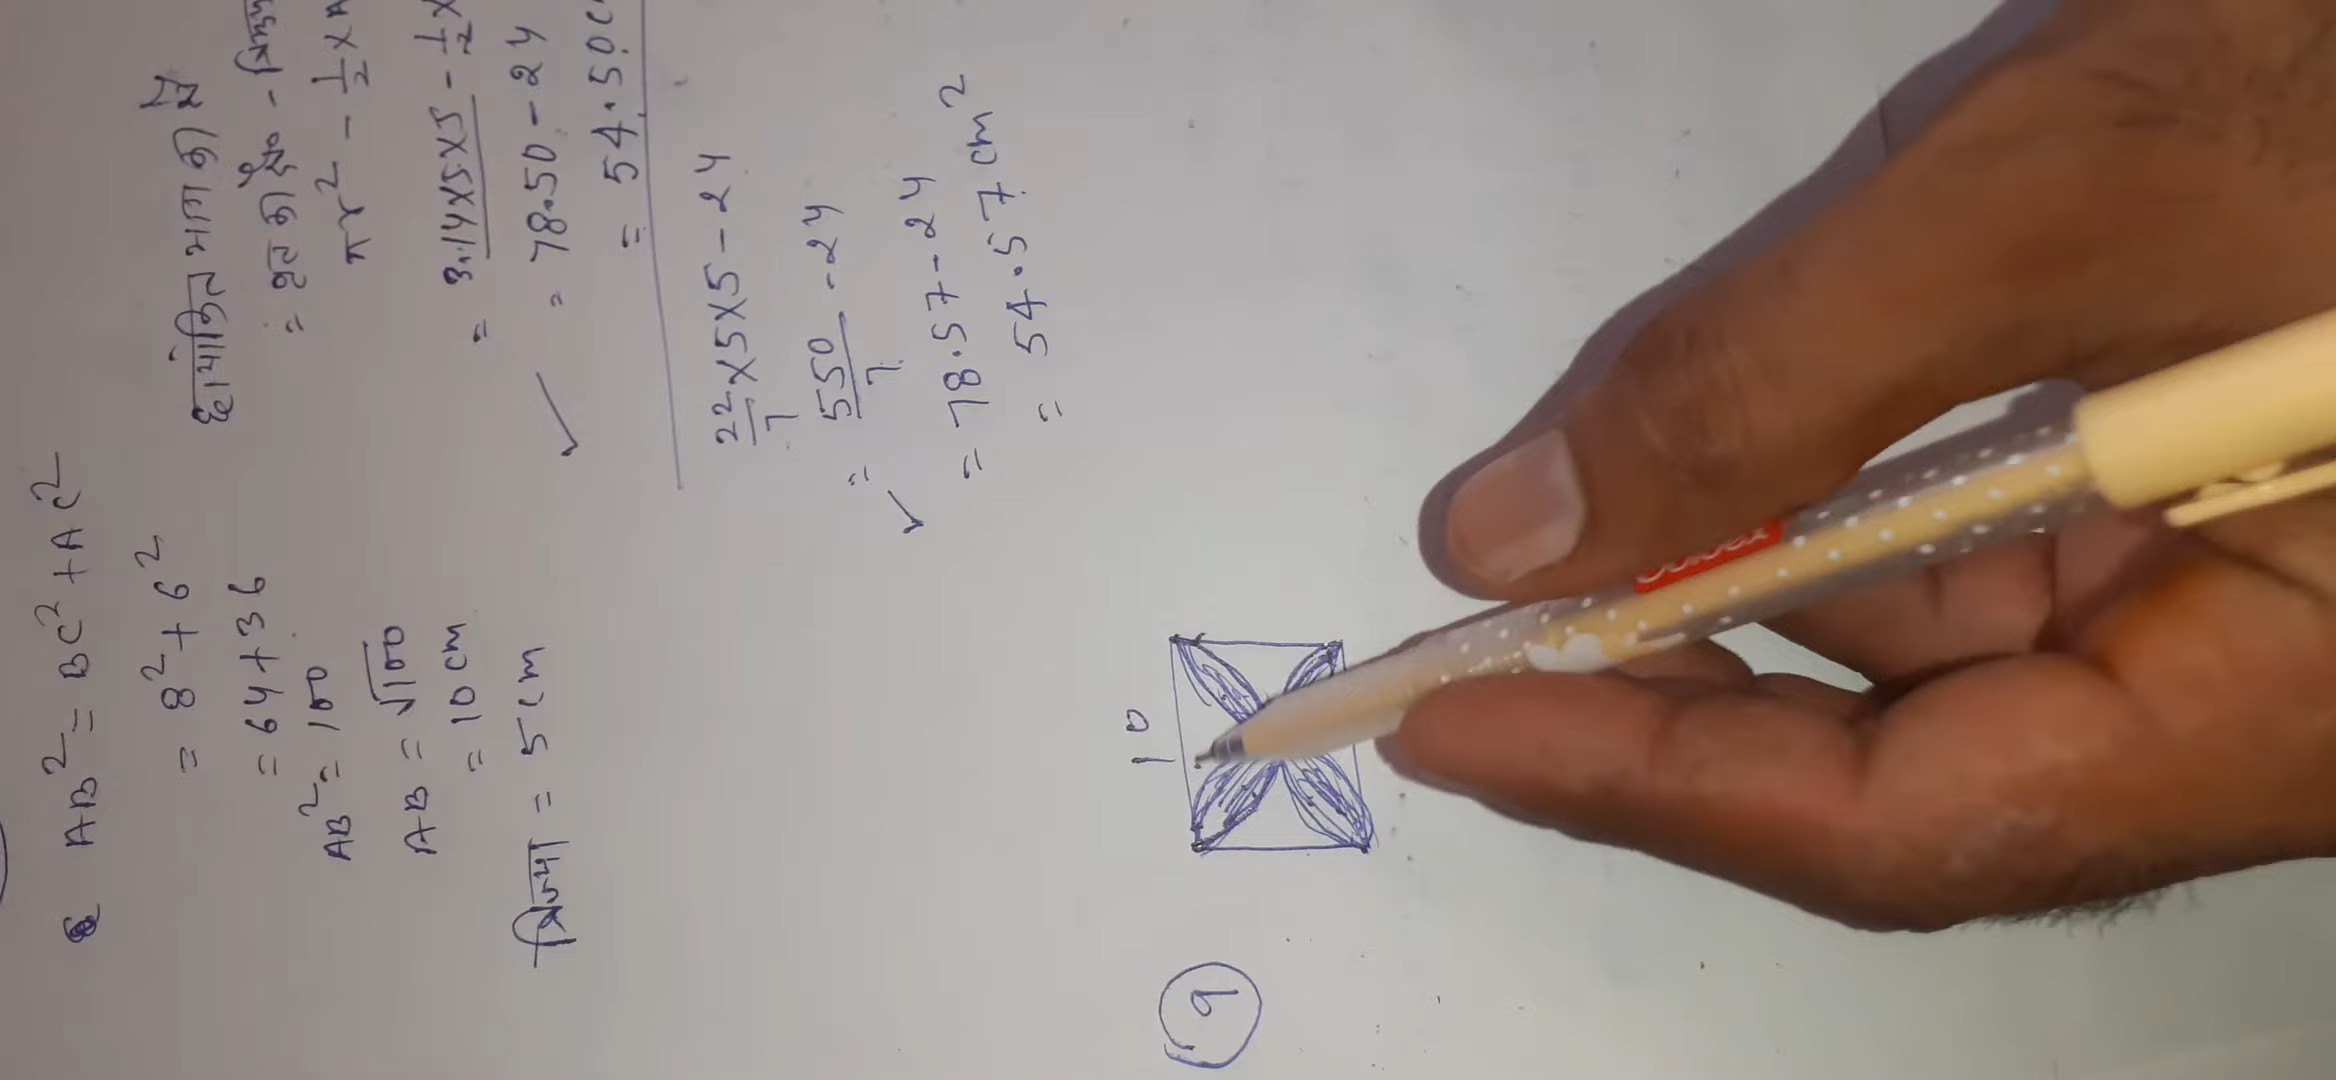 AB² = BC² + AC²
= 8² + 6²
= 64 + 36
AB² = 100
AB = √100
= 10 cm
त्रिज्या = 5 cm
छायांकित भाग का
= वृत्त का क्षे० -
πr² - 1/2 ×
= 3.14×5×5 - 1/2 ×
= 78.50 - 24
= 54.50
22/7 ×5×5 - 24
= 550/7 - 24
= 78.57 - 24
= 54.57 cm²
9
10